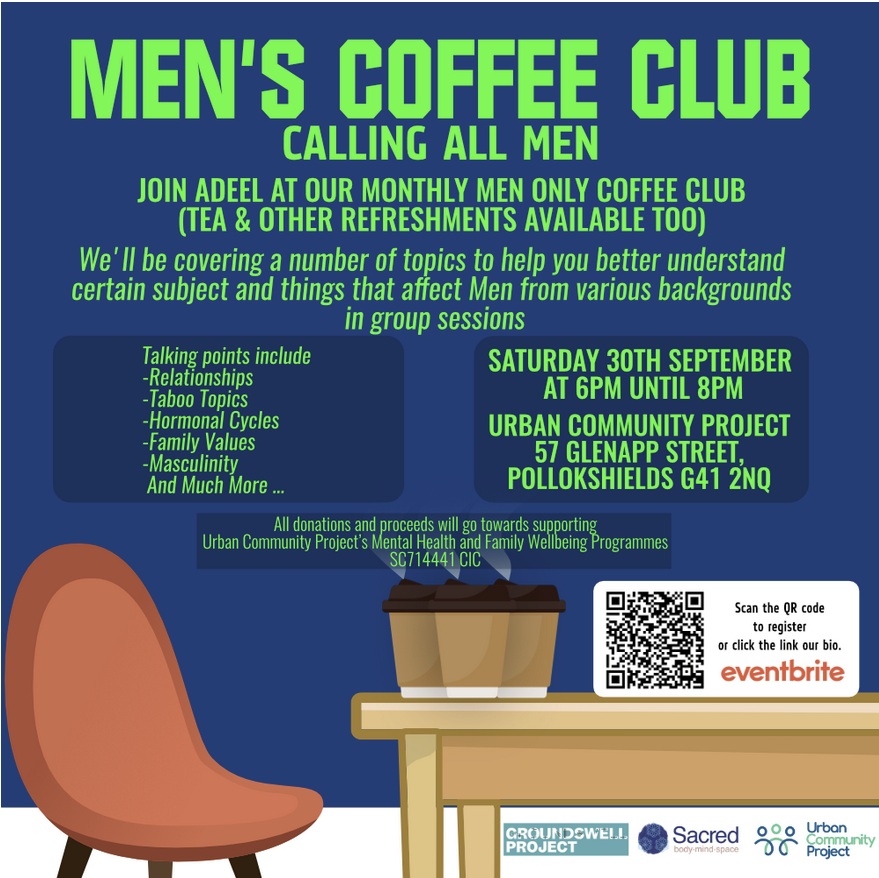 MEN'S COFFEE CLUB
CALLING ALL MEN
JOIN ADEEL AT OUR MONTHLY MEN ONLY COFFEE CLUB
(TEA & OTHER REFRESHMENTS AVAILABLE TOO)
We'll be covering a number of topics to help you better understand
certain subject and things that affect Men from various backgrounds
in group sessions
Talking points include
-Relationships
-Taboo Topics
-Hormonal Cycles
-Family Values
-Masculinity
And Much More ...
SATURDAY 30TH SEPTEMBER
AT 6PM UNTIL 8PM
URBAN COMMUNITY PROJECT
57 GLENAPP STREET,
POLLOKSHIELDS G41 2NQ
All donations and proceeds will go towards supporting
Urban Community Project's Mental Health and Family Wellbeing Programmes
SC714441 CIC
Scan the QR code
to register
or click the link our bio.
eventbrite
GROUNDSWELL
PROJECT
Sacred
body·mind·space
Urban
Community
Project